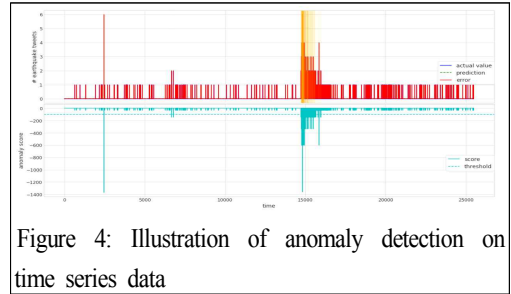 # earthquake tweets
6
5
4
3
2
1
0
actual value
prediction
error
anomaly score
0
−200
−400
−600
−800
−1000
−1200
−1400
score
threshold
0
5000
10000
15000
20000
25000
time
Figure 4: Illustration of anomaly detection on
time series data